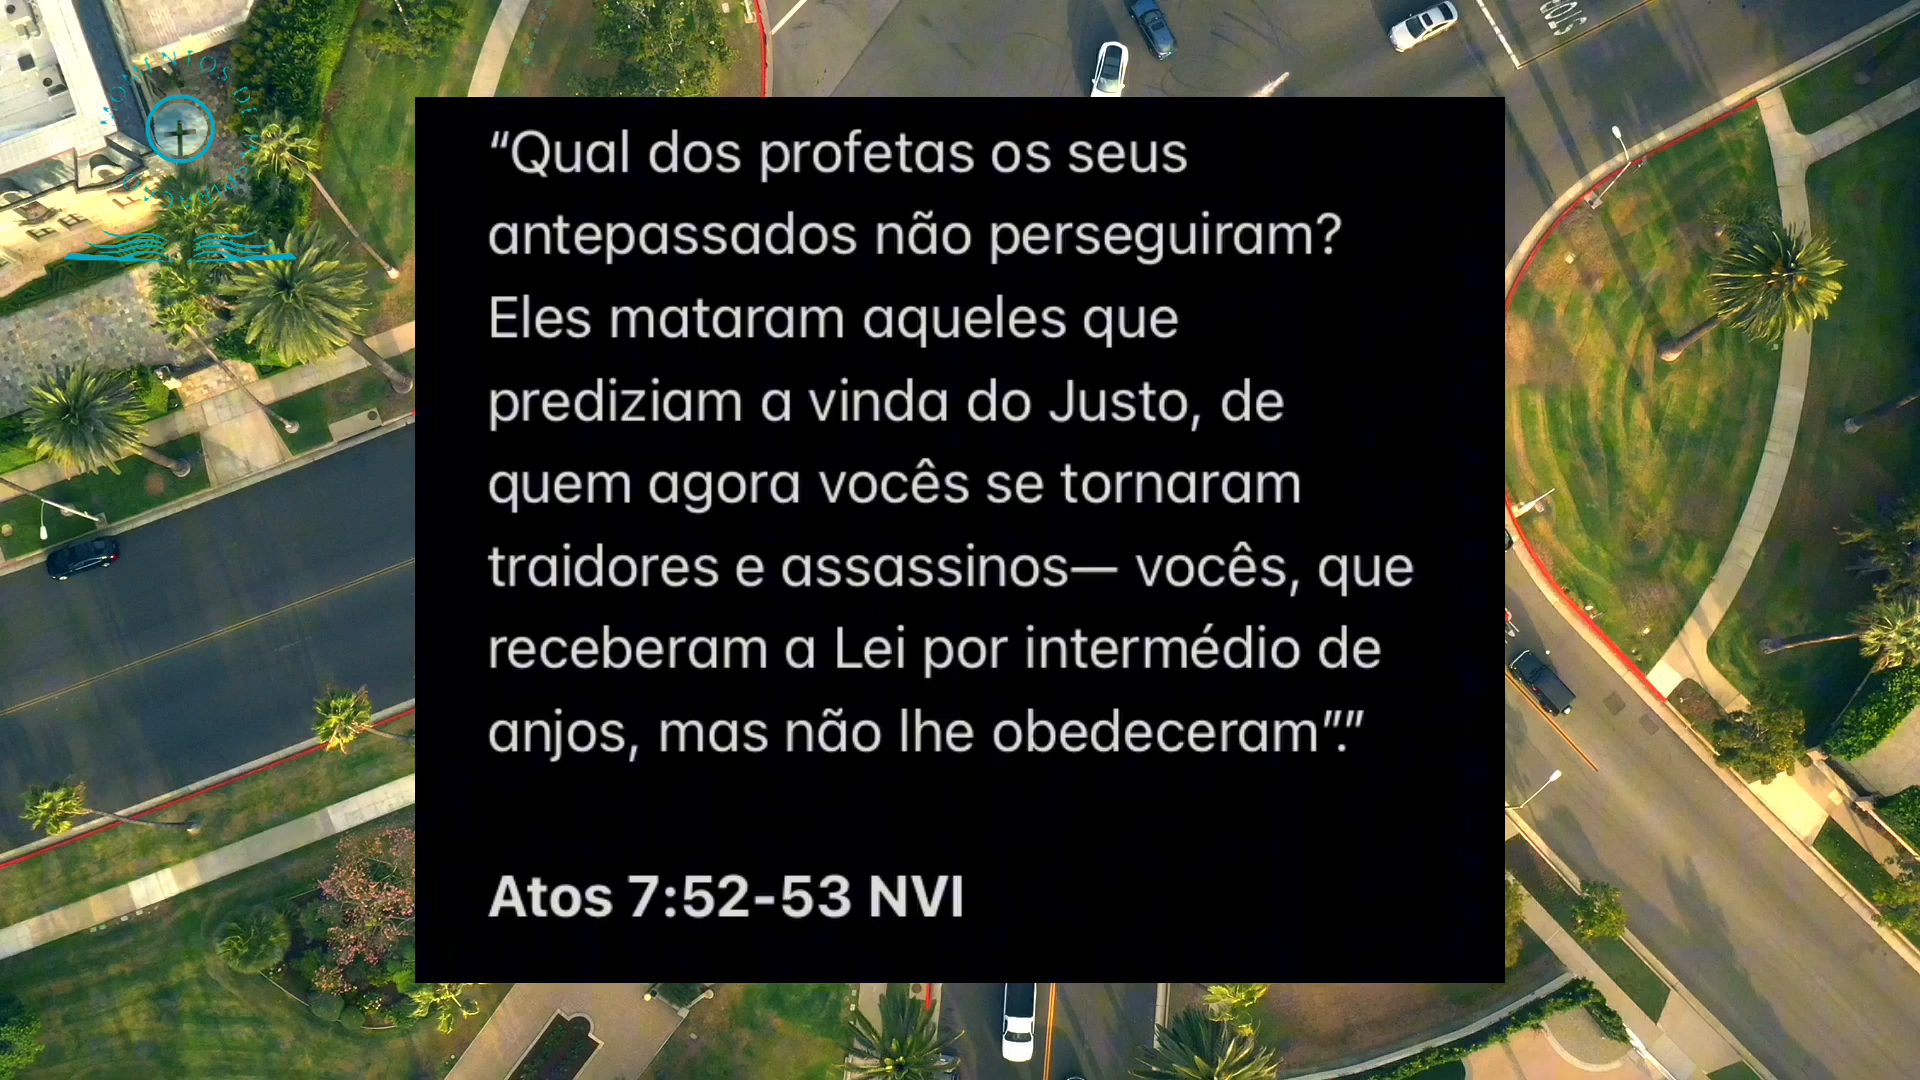 MOMENTOS DE
“Qual dos profetas os seus
antepassados não perseguiram?
Eles mataram aqueles que
prediziam a vinda do Justo, de
quem agora vocês se tornaram
traidores e assassinos— vocês, que
receberam a Lei por intermédio de
anjos, mas não lhe obedeceram”.”
Atos 7:52-53 NVI